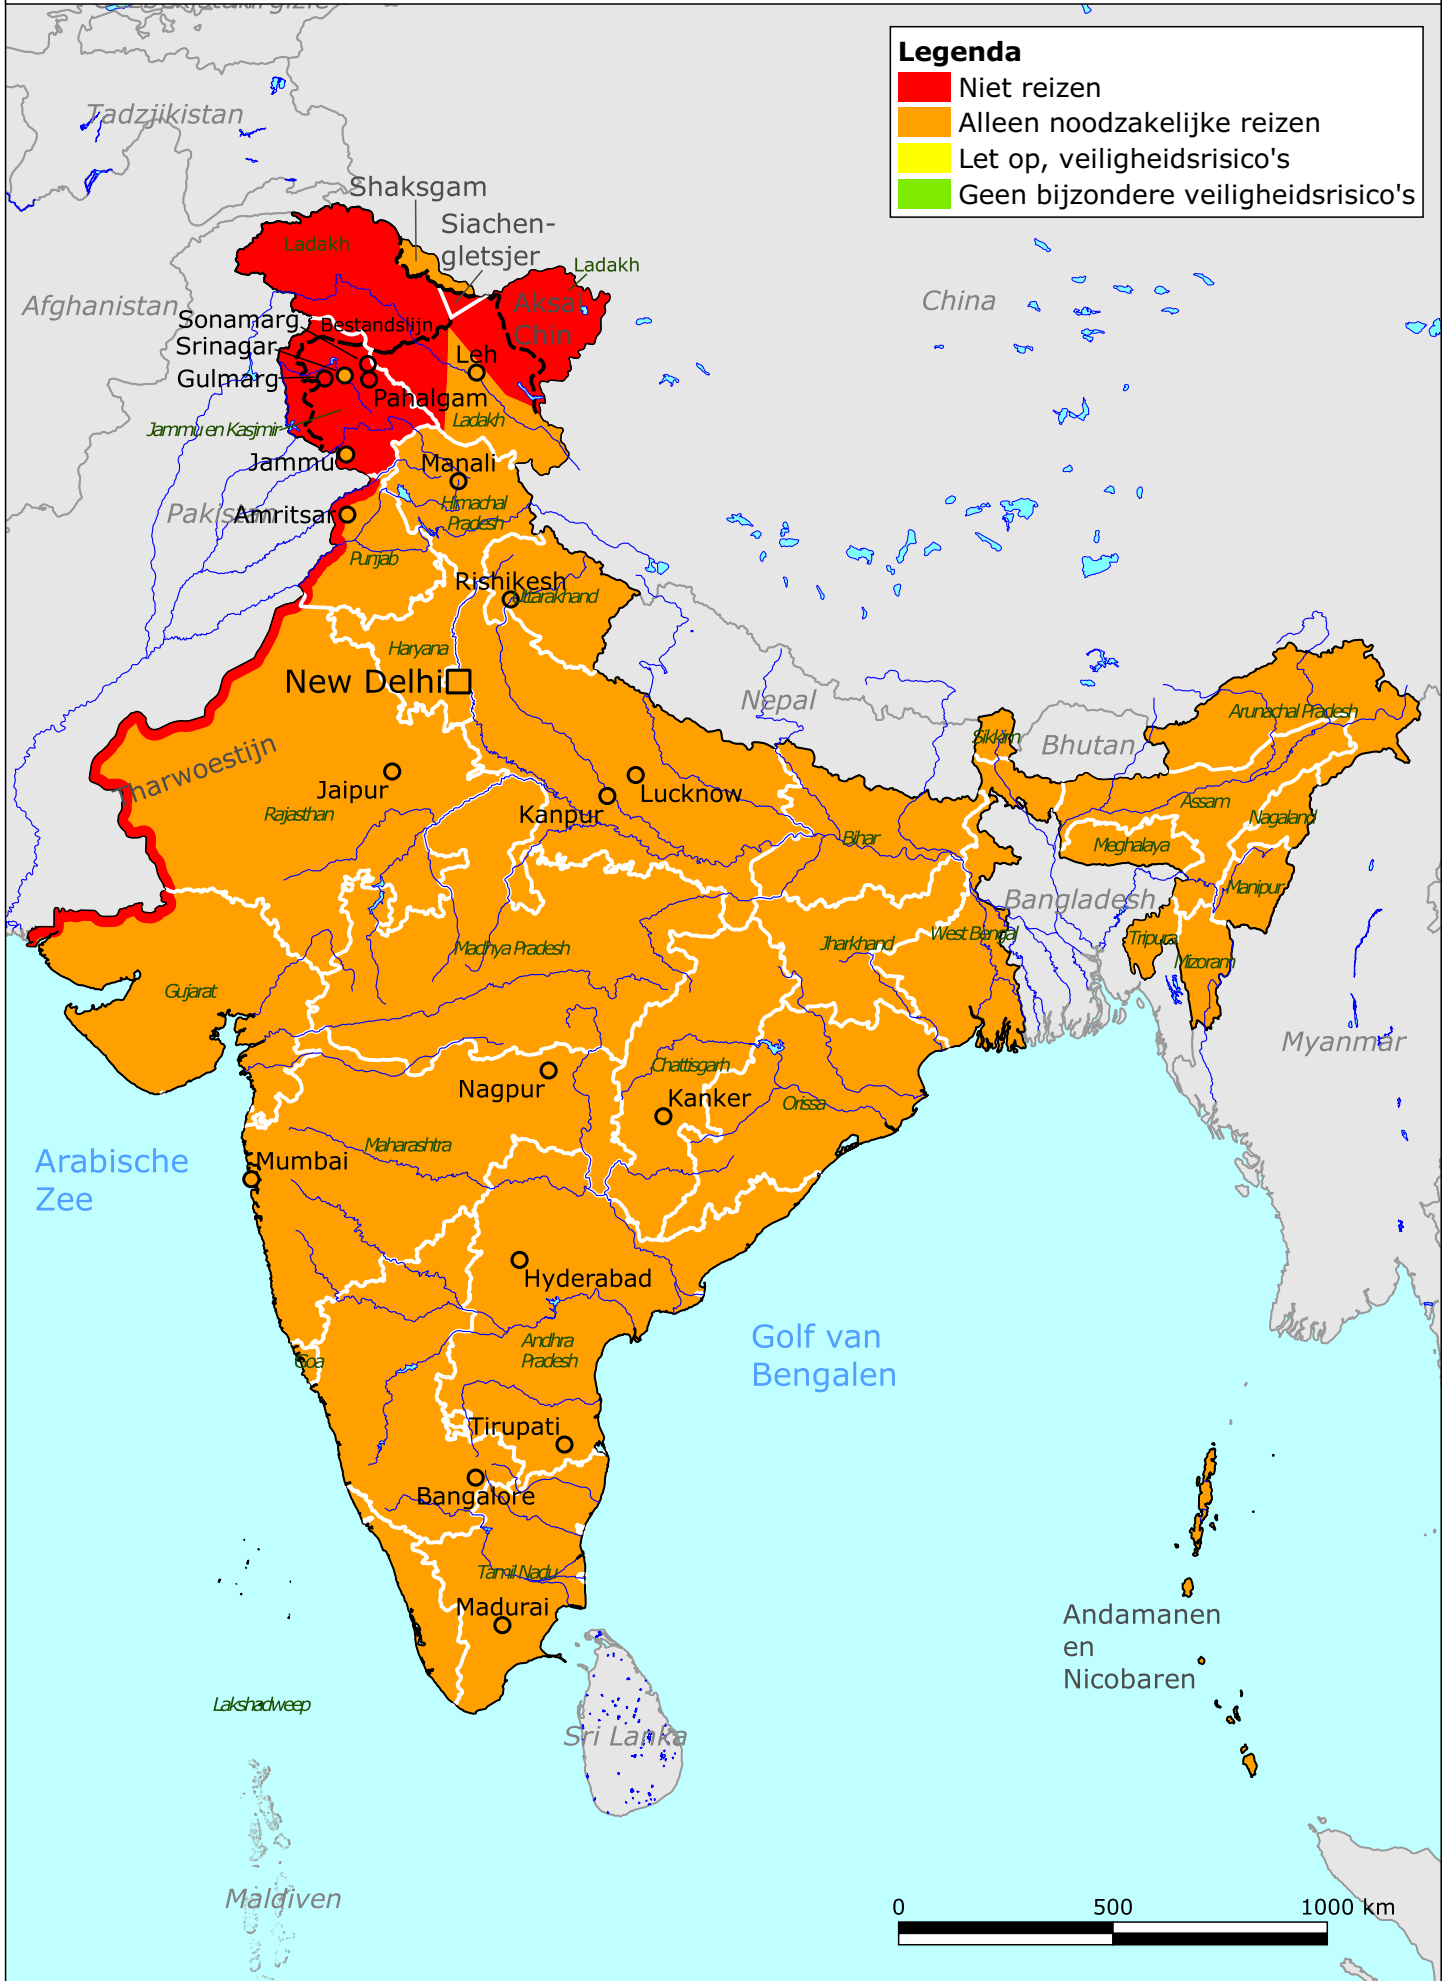 Legenda
Niet reizen
Alleen noodzakelijke reizen
Let op, veiligheidsrisico's
Geen bijzondere veiligheidsrisico's
Tadzjikistan
Shaksgam
Siachen-
gletsjer
Ladakh
Ladakh
Afghanistan
Aksai
Chin
China
Sonamarg
Bestandslijn
Srinagar
Leh
Gulmarg
Pahalgam
Ladakh
Jammu en Kasjmir
Jammu
Manali
Himachal
Pradesh
Pakistan
Amritsar
Punjab
Rishikesh
Uttarakhand
Haryana
New Delhi
Nepal
Sikkim
Bhutan
Arunachal Pradesh
Tharwoestijn
Jaipur
Rajasthan
Lucknow
Kanpur
Assam
Nagaland
Bihar
Meghalaya
Manipur
Bangladesh
Madhya Pradesh
Jharkhand
West Bengal
Tripura
Mizoram
Gujarat
Myanmar
Nagpur
Chattisgarh
Kanker
Orissa
Maharashtra
Arabische
Zee
Mumbai
Hyderabad
Andhra
Pradesh
Golf van
Bengalen
Goa
Tirupati
Bangalore
Tamil Nadu
Madurai
Andamanen
en
Nicobaren
Lakshadweep
Sri Lanka
Maldiven
0 500 1000 km